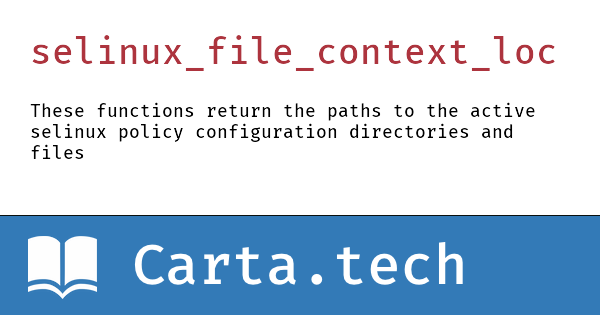 selinux_file_context_loc
These functions return the paths to the active
selinux policy configuration directories and
files
Carta.tech